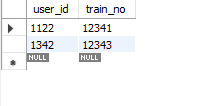 user_id train_no
1122 12341
1342 12343
NULL NULL